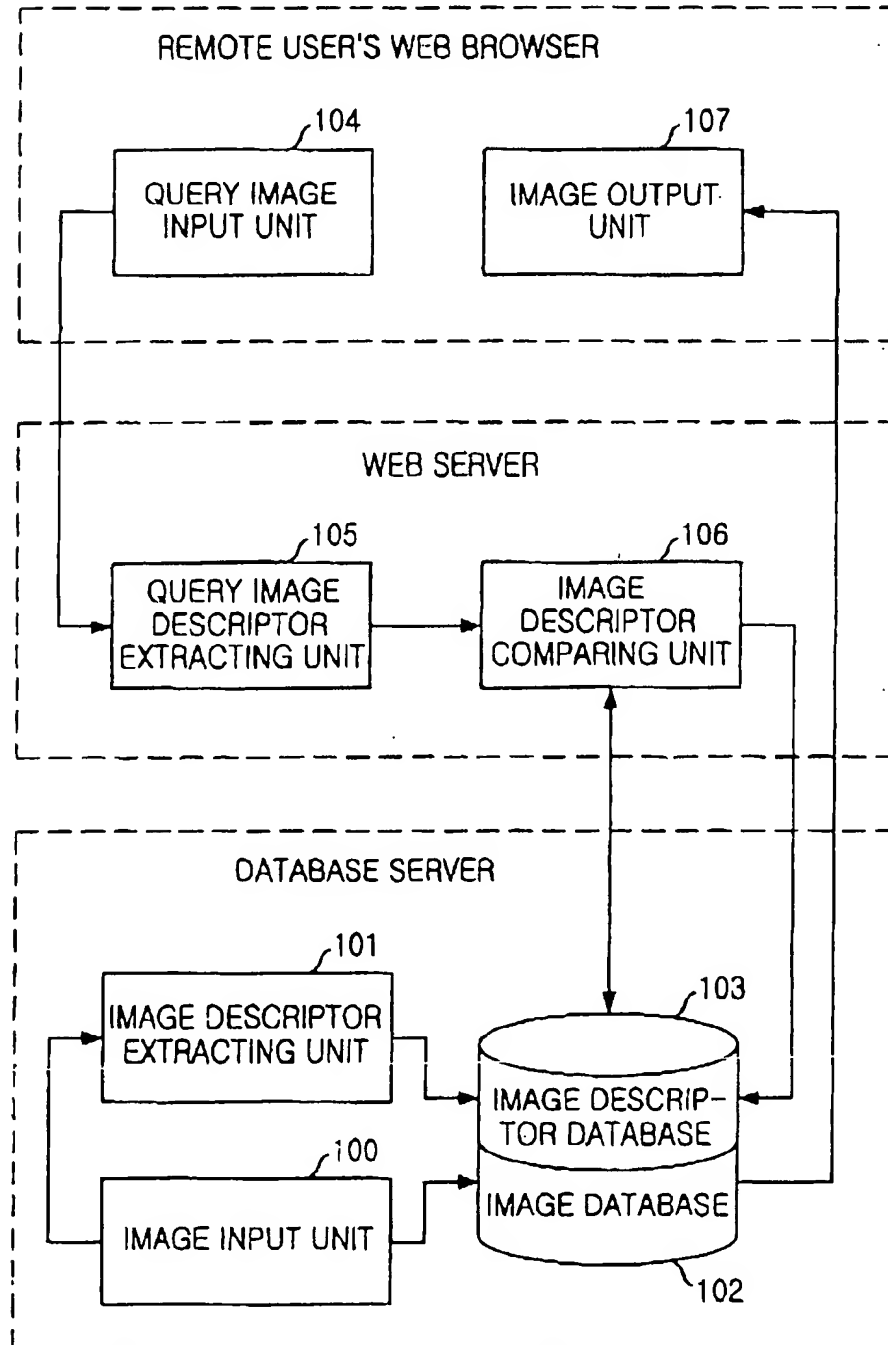 REMOTE USER'S WEB BROWSER
104
QUERY IMAGE
INPUT UNIT
107
IMAGE OUTPUT
UNIT
WEB SERVER
105
QUERY IMAGE
DESCRIPTOR
EXTRACTING UNIT
106
IMAGE
DESCRIPTOR
COMPARING UNIT
DATABASE SERVER
101
IMAGE DESCRIPTOR
EXTRACTING UNIT
103
IMAGE DESCRIP-
TOR DATABASE
100
IMAGE INPUT UNIT
IMAGE DATABASE
102